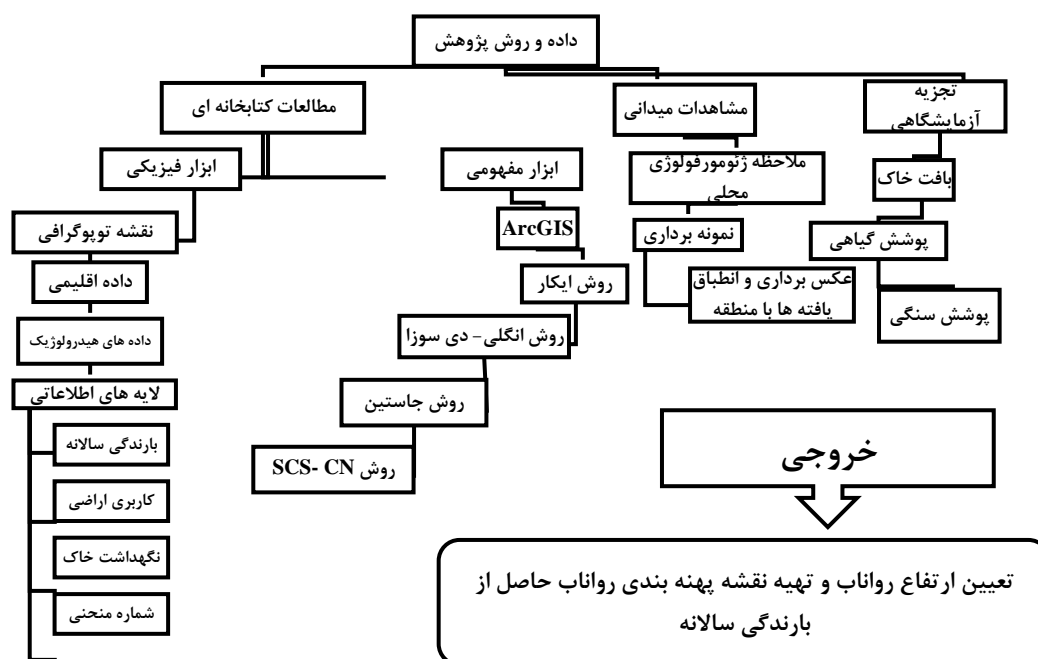 داده و روش پژوهش
مطالعات کتابخانه ای
ابزار فیزیکی
نقشه توپوگرافی
داده اقلیمی
داده های هیدرولوژیک
لایه های اطلاعاتی
بارندگی سالانه
کاربری اراضی
نگهداشت خاک
شماره منحنی
ابزار مفهومی
ArcGIS
روش ایکار
روش انگلی- دی سوزا
روش جاستین
روش SCS- CN
مشاهدات میدانی
ملاحظه ژئومورفولوژی
محلی
نمونه برداری
عکس برداری و انطباق
یافته ها با منطقه
تجزیه
آزمایشگاهی
بافت خاک
پوشش گیاهی
پوشش سنگی
خروجی
تعیین ارتفاع رواناب و تهیه نقشه پهنه بندی رواناب حاصل از
بارندگی سالانه